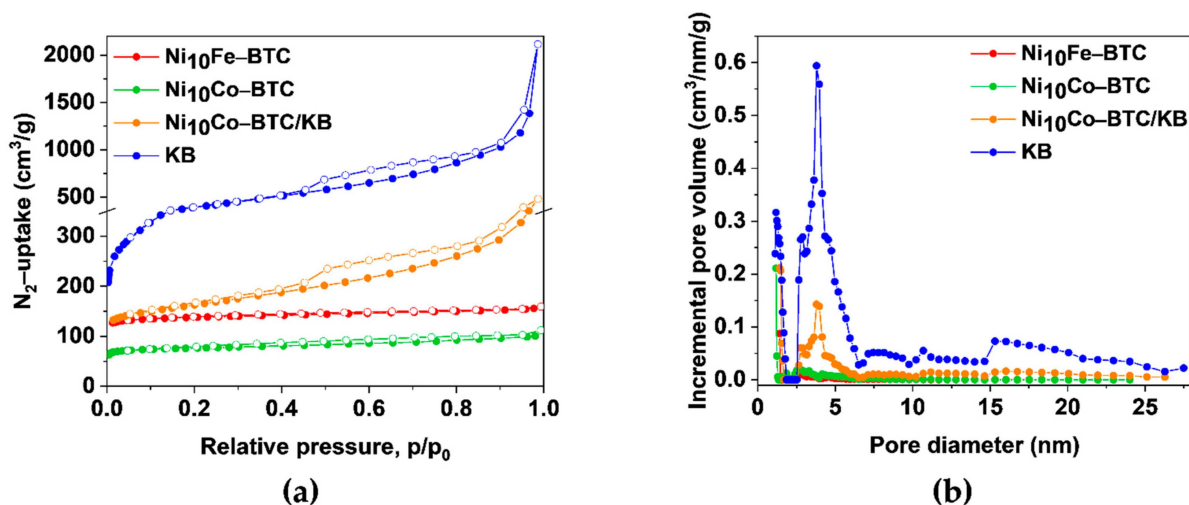 Ni10Fe–BTC
Ni10Co–BTC
Ni10Co–BTC/KB
KB
N2–uptake (cm3/g)
2000
1500
1000
500
300
200
100
0
0.0 0.2 0.4 0.6 0.8 1.0
Relative pressure, p/p0
(a)
Ni10Fe–BTC
Ni10Co–BTC
Ni10Co–BTC/KB
KB
Incremental pore volume (cm3/nm/g)
0.6
0.5
0.4
0.3
0.2
0.1
0.0
0 5 10 15 20 25
Pore diameter (nm)
(b)